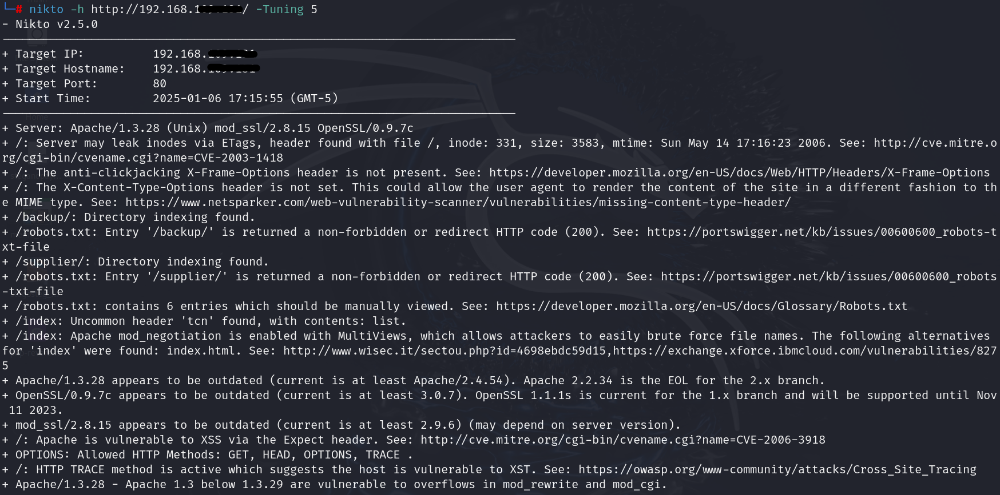 └─# nikto -h http://192.168.1 / -Tuning 5
- Nikto v2.5.0
---------------------------------------------------------------------------
+ Target IP:          192.168.
+ Target Hostname:    192.168.
+ Target Port:        80
+ Start Time:         2025-01-06 17:15:55 (GMT-5)
---------------------------------------------------------------------------
+ Server: Apache/1.3.28 (Unix) mod_ssl/2.8.15 OpenSSL/0.9.7c
+ /: Server may leak inodes via ETags, header found with file /, inode: 331, size: 3583, mtime: Sun May 14 17:16:23 2006. See: http://cve.mitre.o
rg/cgi-bin/cvename.cgi?name=CVE-2003-1418
+ /: The anti-clickjacking X-Frame-Options header is not present. See: https://developer.mozilla.org/en-US/docs/Web/HTTP/Headers/X-Frame-Options
+ /: The X-Content-Type-Options header is not set. This could allow the user agent to render the content of the site in a different fashion to th
e MIME type. See: https://www.netsparker.com/web-vulnerability-scanner/vulnerabilities/missing-content-type-header/
+ /backup/: Directory indexing found.
+ /robots.txt: Entry '/backup/' is returned a non-forbidden or redirect HTTP code (200). See: https://portswigger.net/kb/issues/00600600_robots-t
xt-file
+ /supplier/: Directory indexing found.
+ /robots.txt: Entry '/supplier/' is returned a non-forbidden or redirect HTTP code (200). See: https://portswigger.net/kb/issues/00600600_robots
-txt-file
+ /robots.txt: contains 6 entries which should be manually viewed. See: https://developer.mozilla.org/en-US/docs/Glossary/Robots.txt
+ /index: Uncommon header 'tcn' found, with contents: list.
+ /index: Apache mod_negotiation is enabled with MultiViews, which allows attackers to easily brute force file names. The following alternatives
for 'index' were found: index.html. See: http://www.wisec.it/sectou.php?id=4698ebdc59d15,https://exchange.xforce.ibmcloud.com/vulnerabilities/827
5
+ Apache/1.3.28 appears to be outdated (current is at least Apache/2.4.54). Apache 2.2.34 is the EOL for the 2.x branch.
+ OpenSSL/0.9.7c appears to be outdated (current is at least 3.0.7). OpenSSL 1.1.1s is current for the 1.x branch and will be supported until Nov
 11 2023.
+ mod_ssl/2.8.15 appears to be outdated (current is at least 2.9.6) (may depend on server version).
+ /: Apache is vulnerable to XSS via the Expect header. See: http://cve.mitre.org/cgi-bin/cvename.cgi?name=CVE-2006-3918
+ OPTIONS: Allowed HTTP Methods: GET, HEAD, OPTIONS, TRACE .
+ /: HTTP TRACE method is active which suggests the host is vulnerable to XST. See: https://owasp.org/www-community/attacks/Cross_Site_Tracing
+ Apache/1.3.28 - Apache 1.3 below 1.3.29 are vulnerable to overflows in mod_rewrite and mod_cgi.